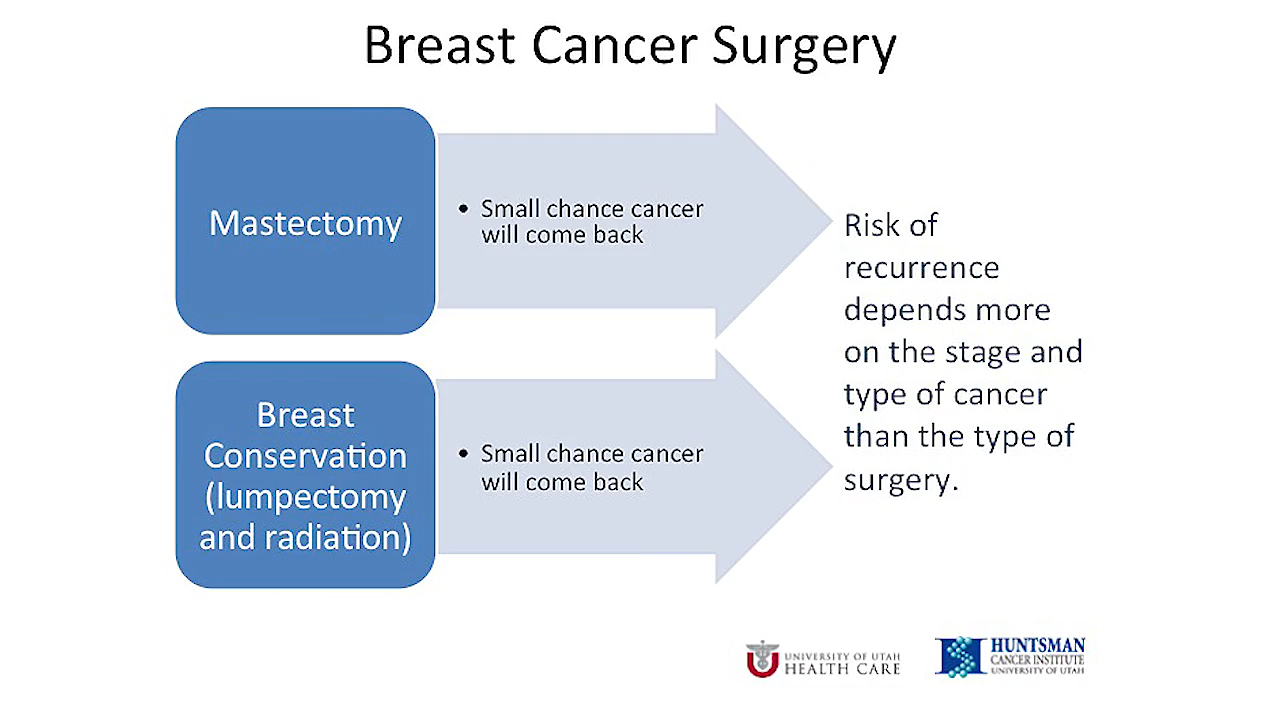 Breast Cancer Surgery
Mastectomy
• Small chance cancer
will come back
Breast
Conservation
(lumpectomy
and radiation)
• Small chance cancer
will come back
Risk of
recurrence
depends more
on the stage and
type of cancer
than the type of
surgery.
UNIVERSITY OF UTAH
HEALTH CARE
HUNTSMAN
CANCER INSTITUTE
UNIVERSITY OF UTAH